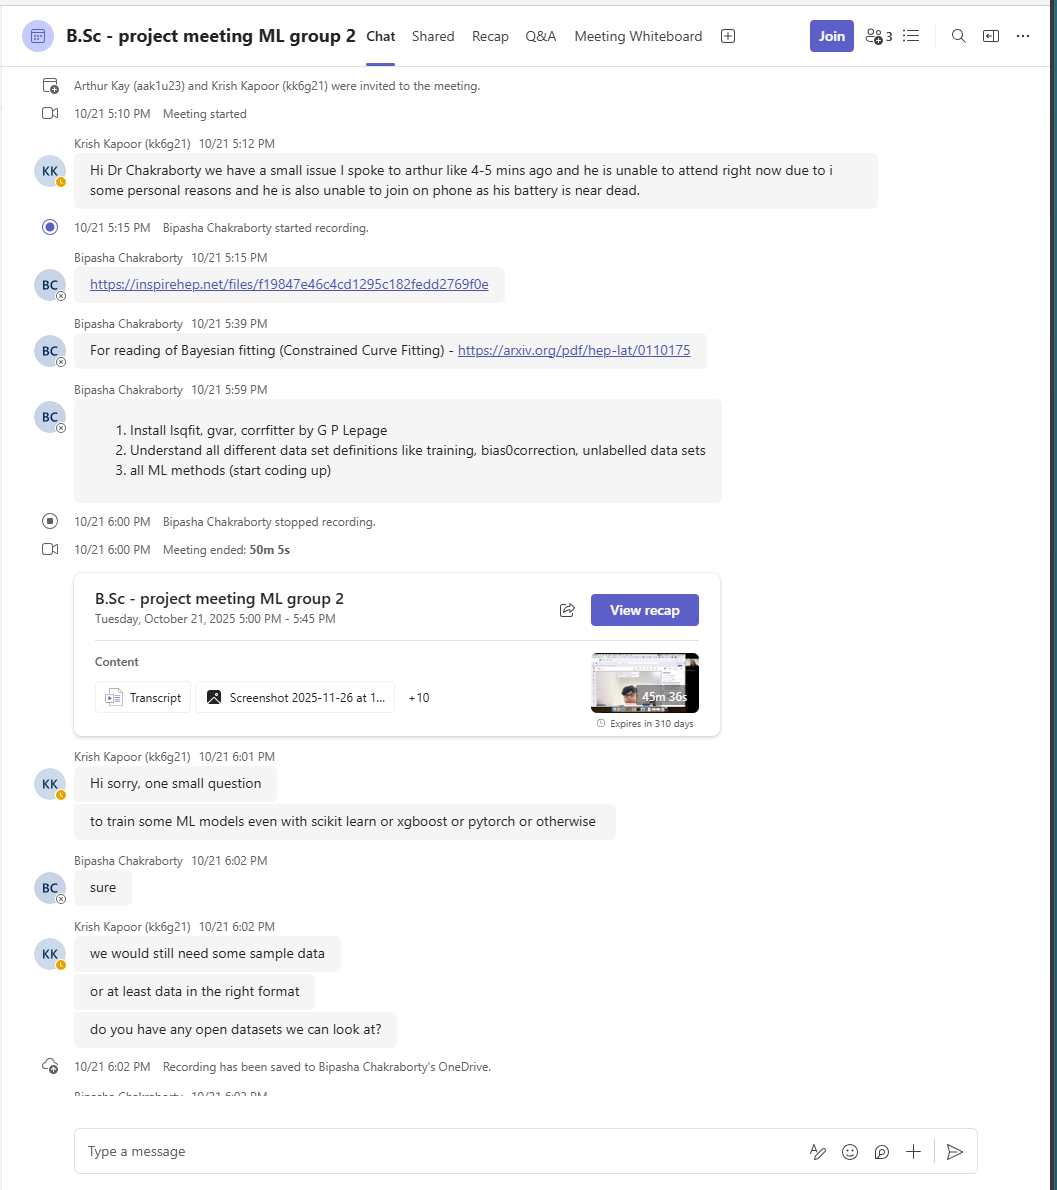 B.Sc - project meeting ML group 2 Chat Shared Recap Q&A Meeting Whiteboard Join 3
Arthur Kay (aak1u23) and Krish Kapoor (kk6g21) were invited to the meeting.
10/21 5:10 PM Meeting started
Krish Kapoor (kk6g21) 10/21 5:12 PM
KK
Hi Dr Chakraborty we have a small issue I spoke to arthur like 4-5 mins ago and he is unable to attend right now due to i
some personal reasons and he is also unable to join on phone as his battery is near dead.
10/21 5:15 PM Bipasha Chakraborty started recording.
Bipasha Chakraborty 10/21 5:15 PM
BC
https://inspirehep.net/files/f19847e46c4cd1295c182fedd2769f0e
Bipasha Chakraborty 10/21 5:39 PM
BC
For reading of Bayesian fitting (Constrained Curve Fitting) - https://arxiv.org/pdf/hep-lat/0110175
Bipasha Chakraborty 10/21 5:59 PM
BC
1. Install lsqfit, gvar, corrfitter by G P Lepage
2. Understand all different data set definitions like training, bias0correction, unlabelled data sets
3. all ML methods (start coding up)
10/21 6:00 PM Bipasha Chakraborty stopped recording.
10/21 6:00 PM Meeting ended: 50m 5s
B.Sc - project meeting ML group 2
Tuesday, October 21, 2025 5:00 PM - 5:45 PM
View recap
Content
Transcript Screenshot 2025-11-26 at 1... +10
45m 36s
Expires in 310 days
Krish Kapoor (kk6g21) 10/21 6:01 PM
KK
Hi sorry, one small question
to train some ML models even with scikit learn or xgboost or pytorch or otherwise
Bipasha Chakraborty 10/21 6:02 PM
BC
sure
Krish Kapoor (kk6g21) 10/21 6:02 PM
KK
we would still need some sample data
or at least data in the right format
do you have any open datasets we can look at?
10/21 6:02 PM Recording has been saved to Bipasha Chakraborty's OneDrive.
Bipasha Chakraborty 10/21 6:02 PM
Type a message